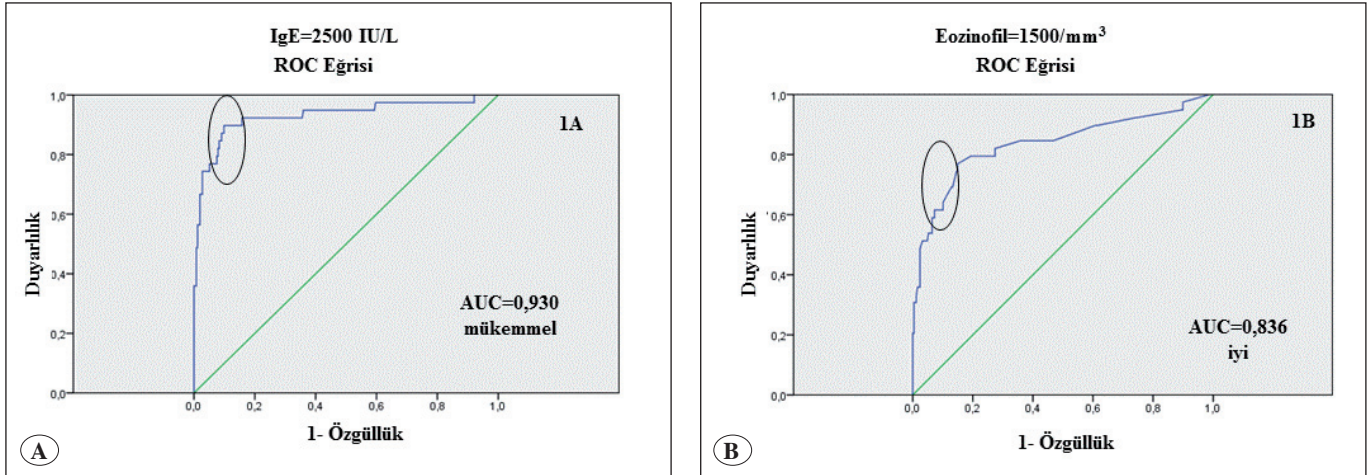 IgE=2500 IU/L
ROC Eğrisi
1,0
0,8
0,6
0,4
0,2
0,0
Duyarlılık
1A
AUC=0,930
mükemmel
0,0 0,2 0,4 0,6 0,8 1,0
1- Özgüllük
A
Eozinofil=1500/mm³
ROC Eğrisi
1,0
0,8
0,6
0,4
0,2
0,0
Duyarlılık
1B
AUC=0,836
iyi
0,0 0,2 0,4 0,6 0,8 1,0
1- Özgüllük
B